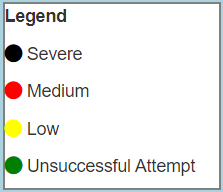 Legend
Severe
Medium
Low
Unsuccessful Attempt